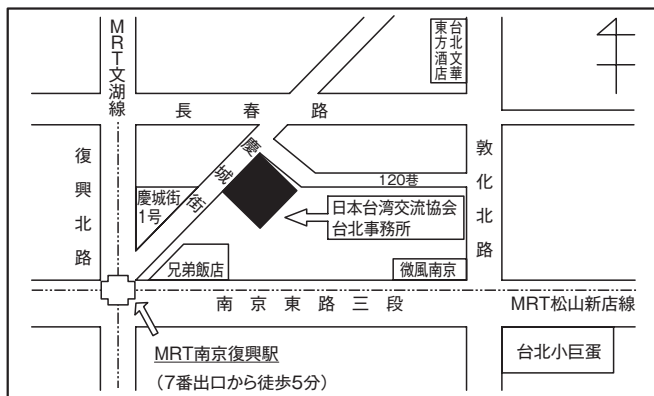 MRT文湖線
台北文華
東方酒店
長春路
復興北路
慶城街
慶城街
1号
120巷
敦化北路
日本台湾交流協会
台北事務所
兄弟飯店
微風南京
南京東路三段
MRT松山新店線
MRT南京復興駅
(7番出口から徒歩5分)
台北小巨蛋